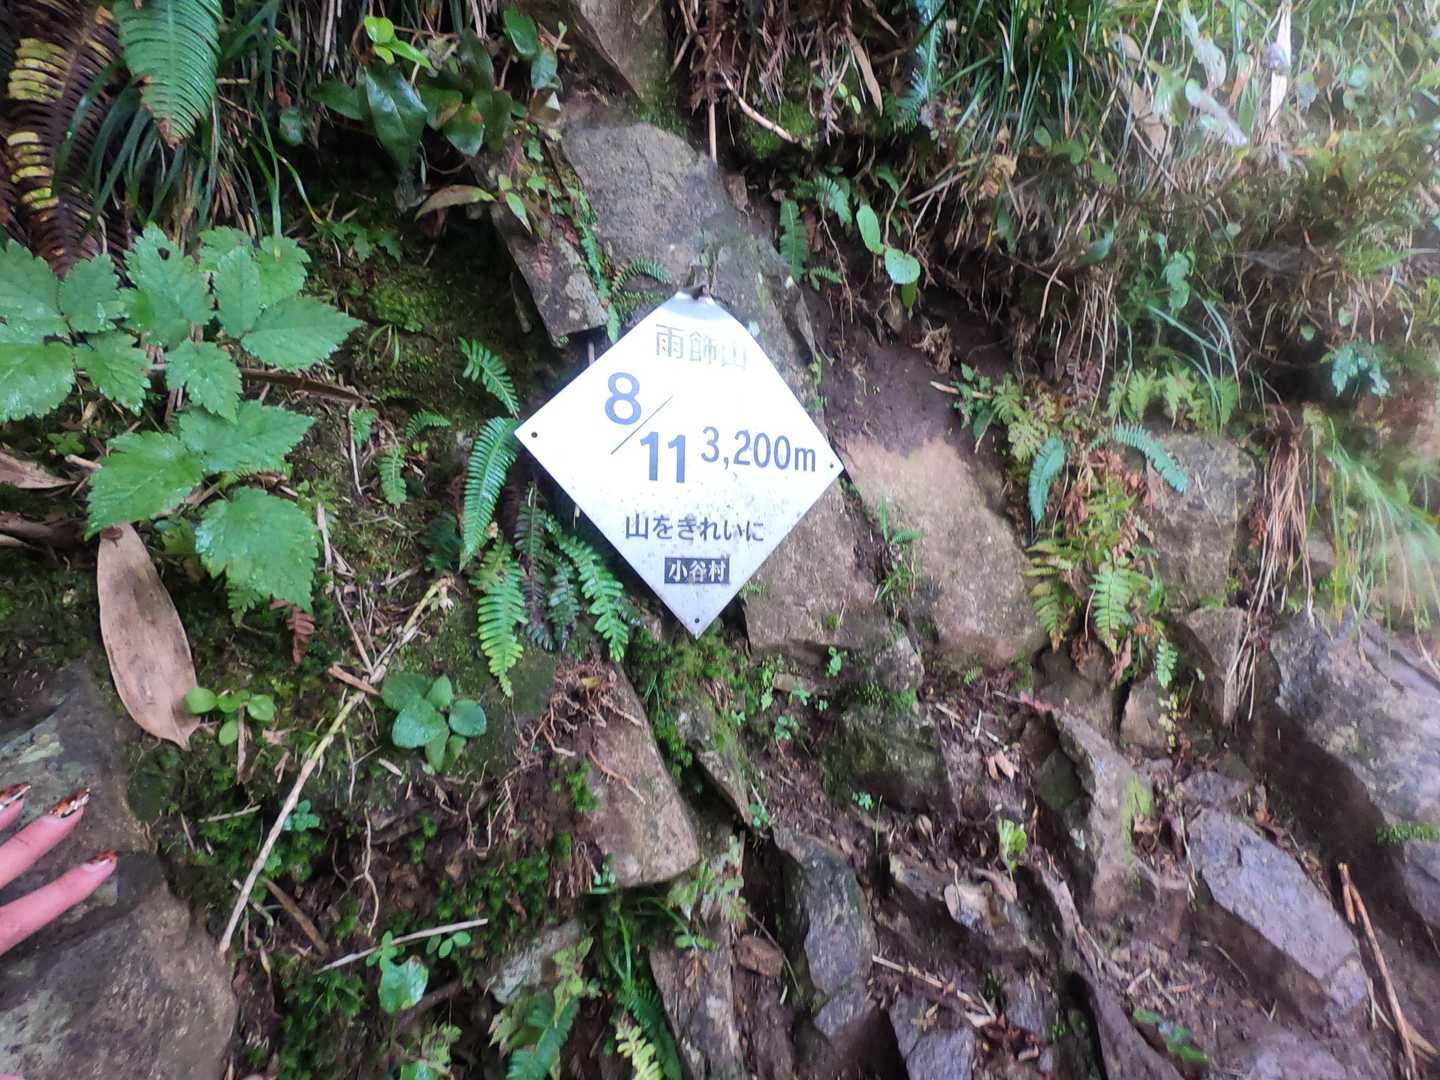 雨飾山
8/11 3,200m
山をきれいに
小谷村